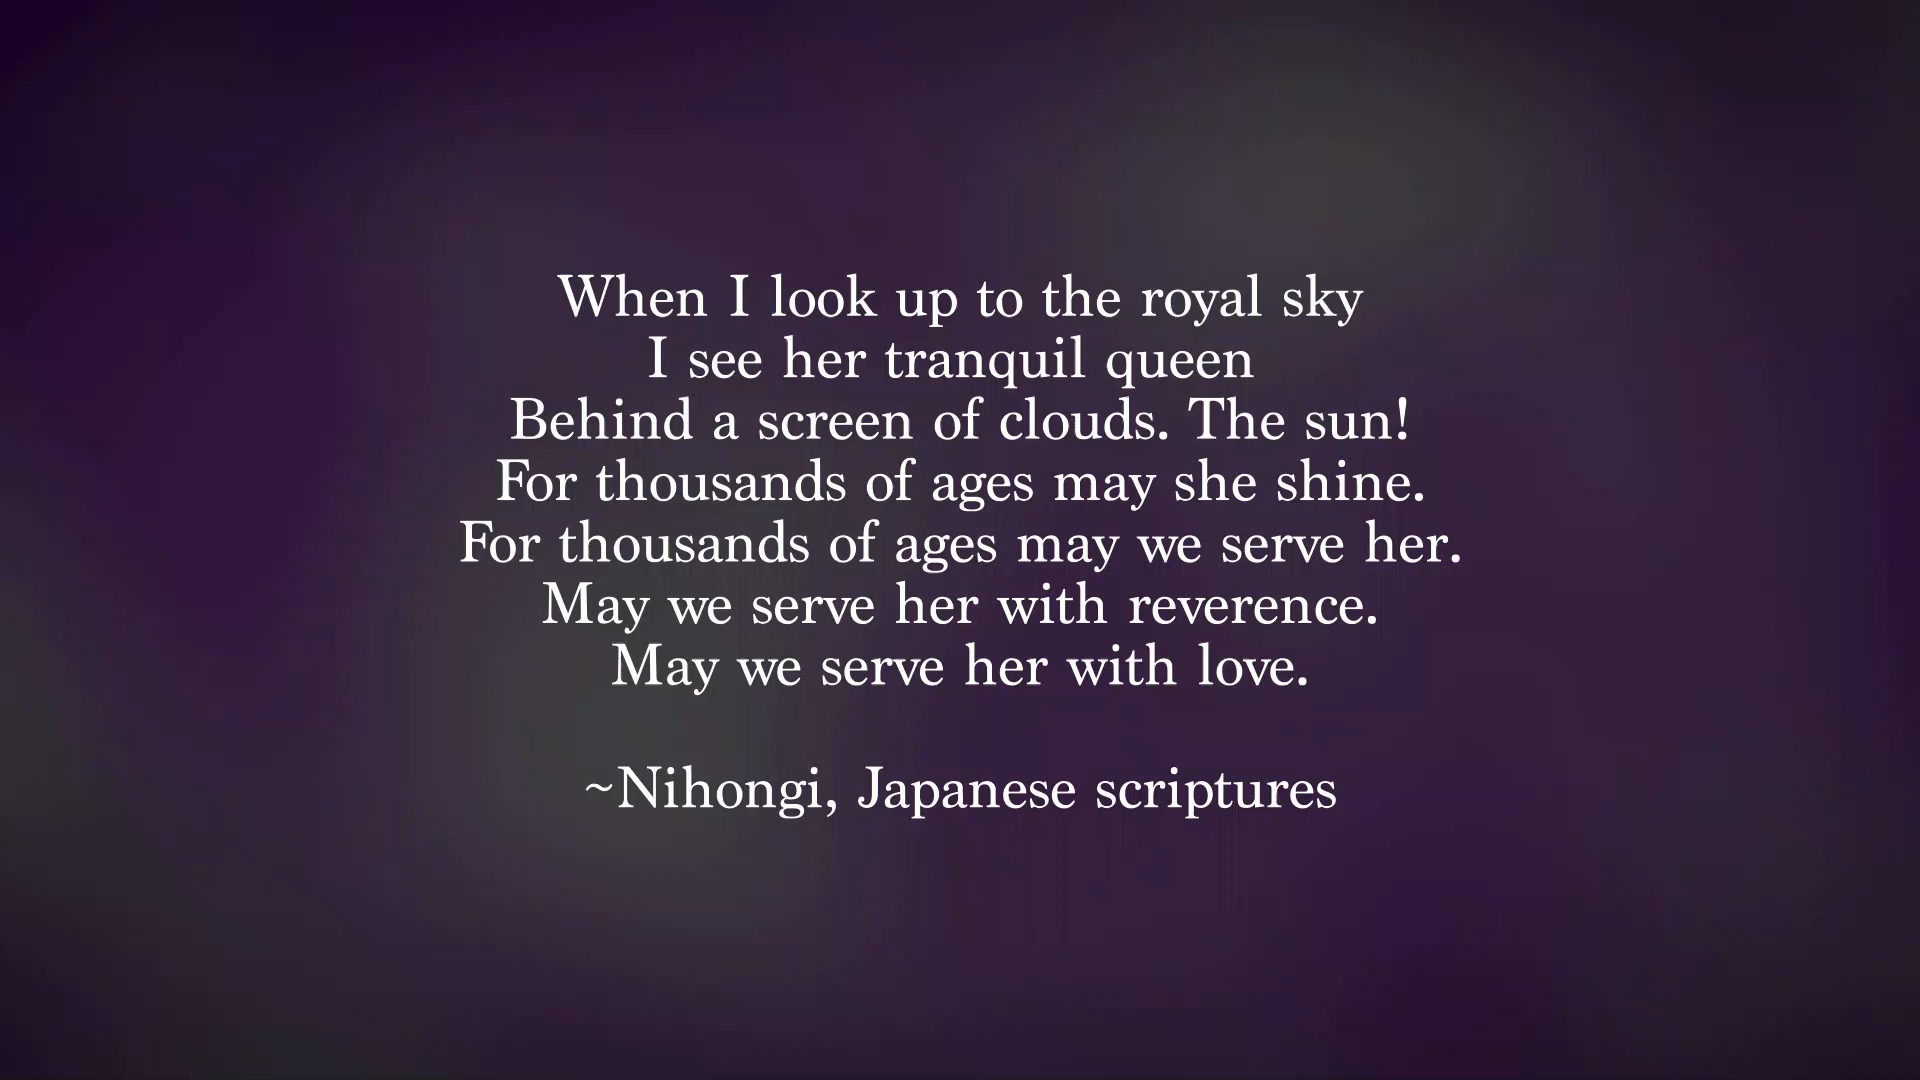 When I look up to the royal sky
I see her tranquil queen
Behind a screen of clouds. The sun!
For thousands of ages may she shine.
For thousands of ages may we serve her.
May we serve her with reverence.
May we serve her with love.
~Nihongi, Japanese scriptures